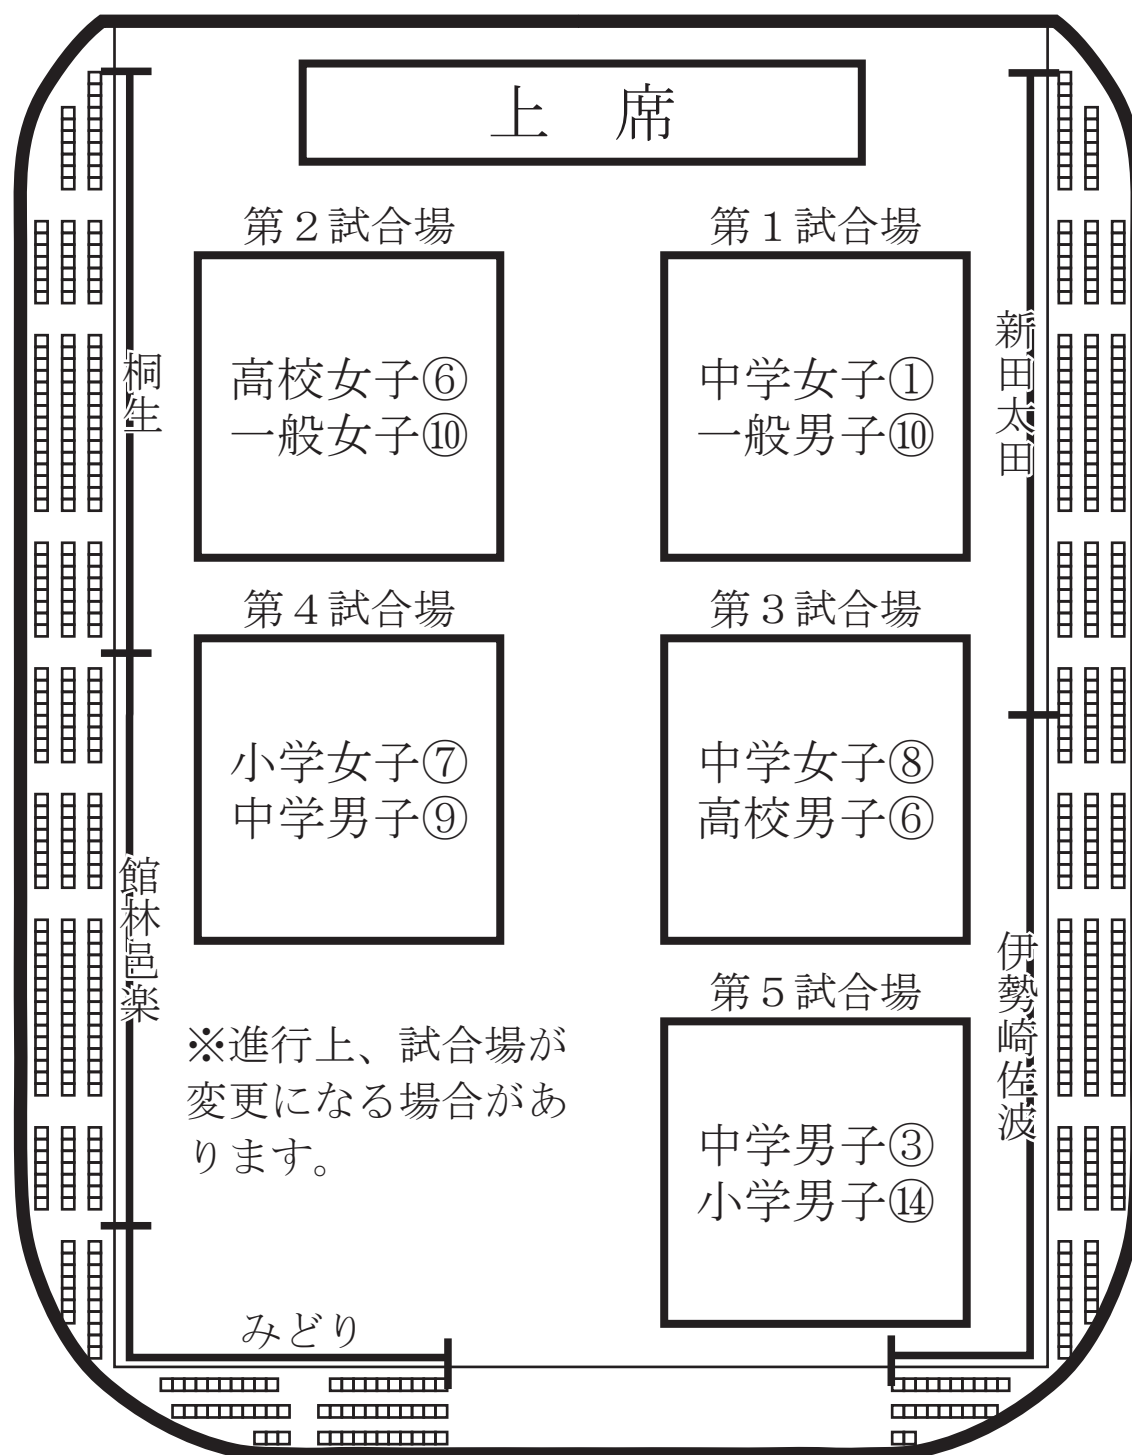 上　席
第２試合場
第１試合場
高校女子⑥
一般女子⑩
中学女子①
一般男子⑩
桐生
新田太田
第４試合場
第３試合場
小学女子⑦
中学男子⑨
中学女子⑧
高校男子⑥
館林邑楽
伊勢崎佐波
第５試合場
※進行上、試合場が
変更になる場合があ
ります。
中学男子③
小学男子⑭
みどり